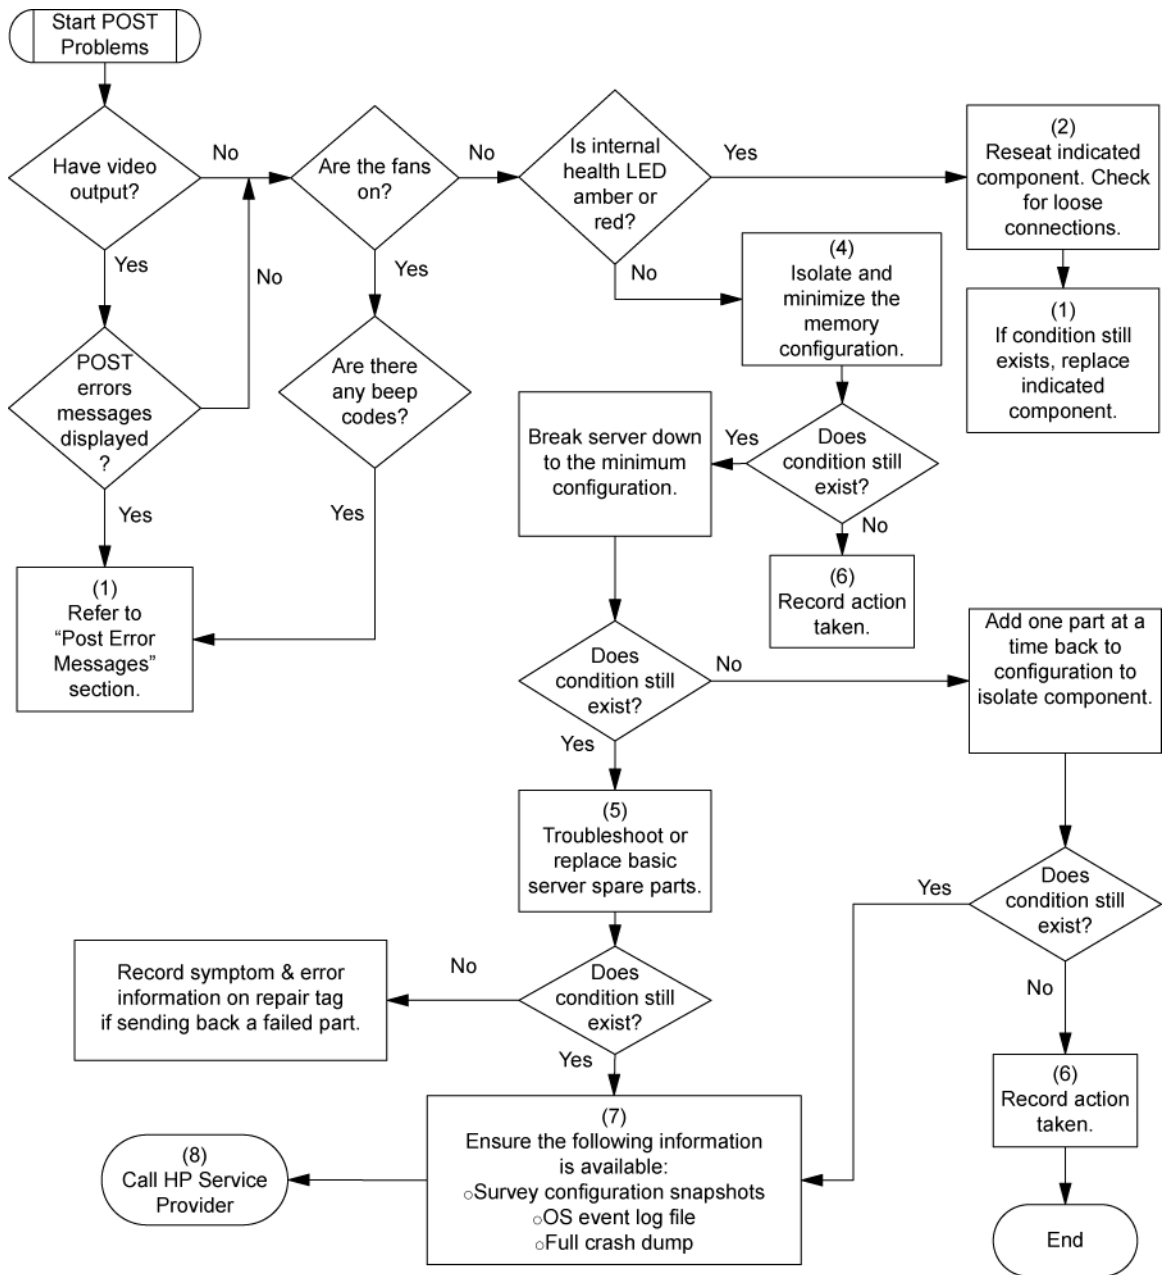 Start POST
Problems
Have video
output?
No
Yes
Are the fans
on?
No
Yes
Is internal
health LED
amber or
red?
Yes
No
(2)
Reseat indicated
component. Check
for loose
connections.
(1)
If condition still
exists, replace
indicated
component.
POST
errors
messages
displayed
?
No
Yes
Are there
any beep
codes?
Yes
(1)
Refer to
“Post Error
Messages”
section.
(4)
Isolate and
minimize the
memory
configuration.
Does
condition still
exist?
Yes
No
Break server down
to the minimum
configuration.
(6)
Record action
taken.
Does
condition still
exist?
No
Yes
Add one part at a
time back to
configuration to
isolate component.
(5)
Troubleshoot or
replace basic
server spare parts.
Does
condition still
exist?
Yes
No
Does
condition still
exist?
No
Yes
Record symptom & error
information on repair tag
if sending back a failed part.
(6)
Record action
taken.
(7)
Ensure the following information
is available:
○Survey configuration snapshots
○OS event log file
○Full crash dump
(8)
Call HP Service
Provider
End